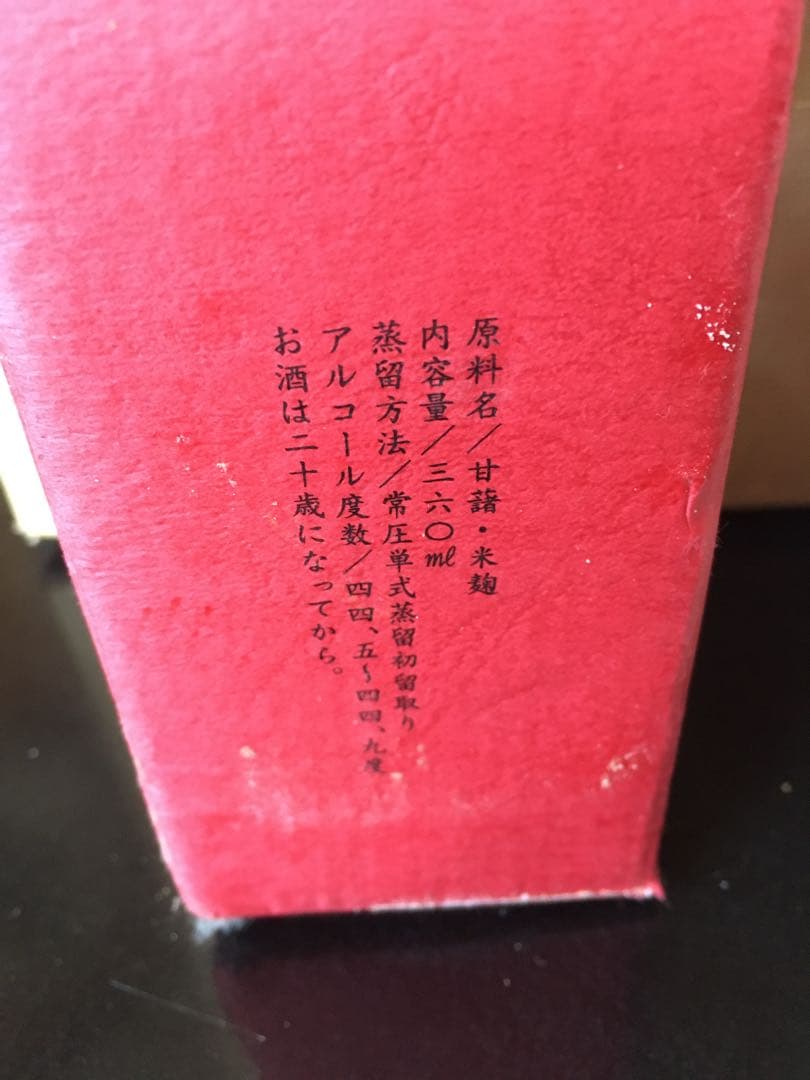 原料名／甘藷・米麹
内容量／三六〇㎖
蒸留方法／常圧単式蒸留初留取り
アルコール度数／四四、五～四四、九度
お酒は二十歳になってから。